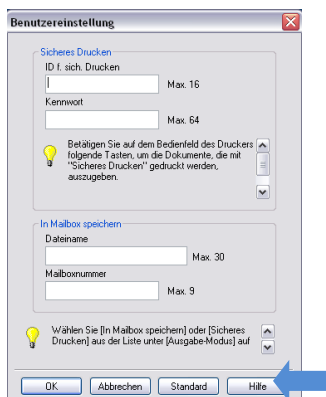 Benutzereinstellung
Sicheres Drucken
ID f. sich. Drucken
Max. 16
Kennwort
Max. 64
Betätigen Sie auf dem Bedienfeld des Druckers
folgende Tasten, um die Dokumente, die mit
"Sicheres Drucken" gedruckt werden,
auszugeben.
In Mailbox speichern
Dateiname
Max. 30
Mailboxnummer
Max. 9
Wählen Sie [In Mailbox speichern] oder [Sicheres
Drucken] aus der Liste unter [Ausgabe-Modus] auf
OK Abbrechen Standard Hilfe